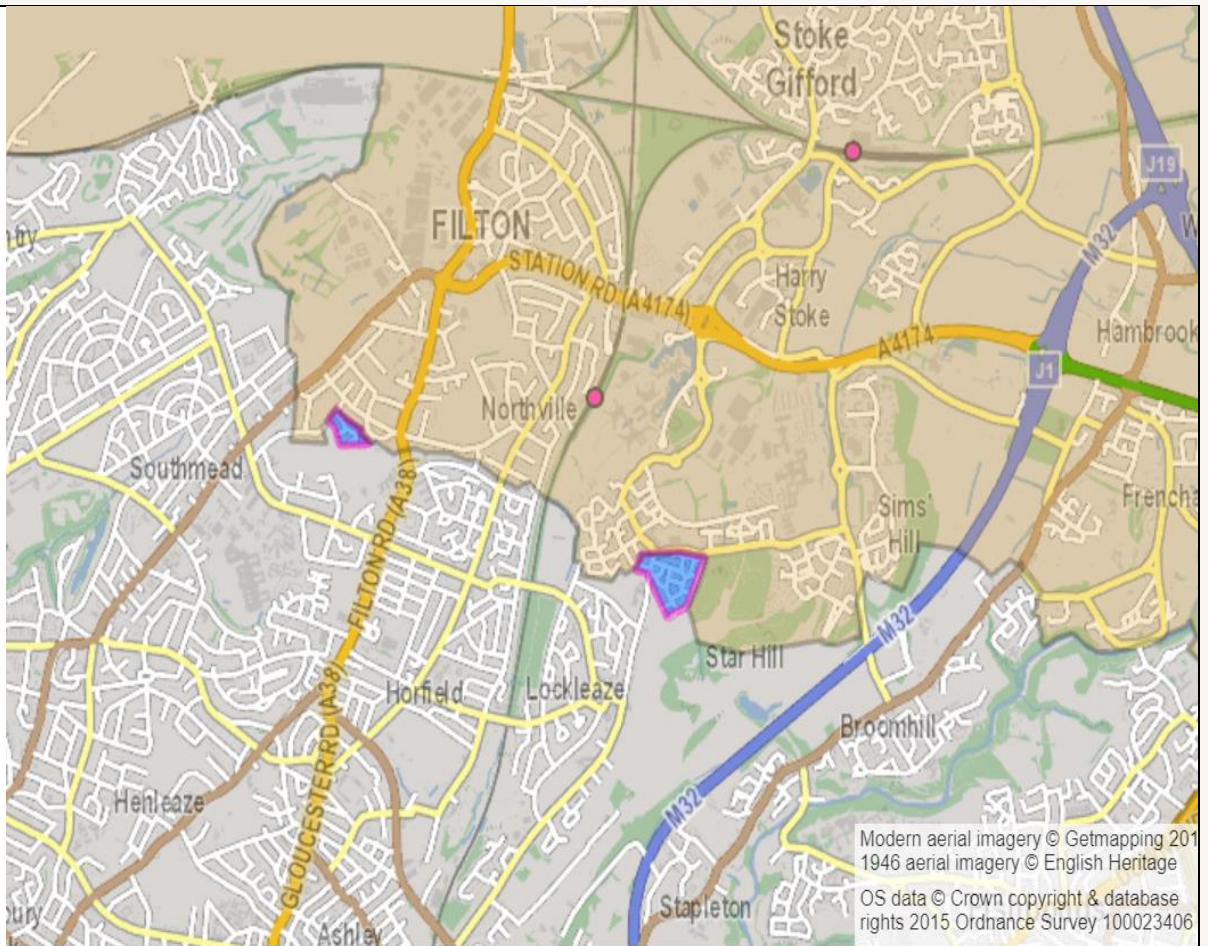 Stoke
Gifford
J19
M32
FILTON
STATION RD (A4174)
Harry
Stoke
A4174
Hambrook
J1
Northville
Southmead
FILTON RD (A38)
Sims'
Hill
Frencha
M32
Star Hill
Horfield
Lockleaze
Broomhill
GLOUCESTER RD (A38)
Henleaze
M32
Stapleton
Ashley
bury
Modern aerial imagery © Getmapping 201
1946 aerial imagery © English Heritage
OS data © Crown copyright & database
rights 2015 Ordnance Survey 100023406